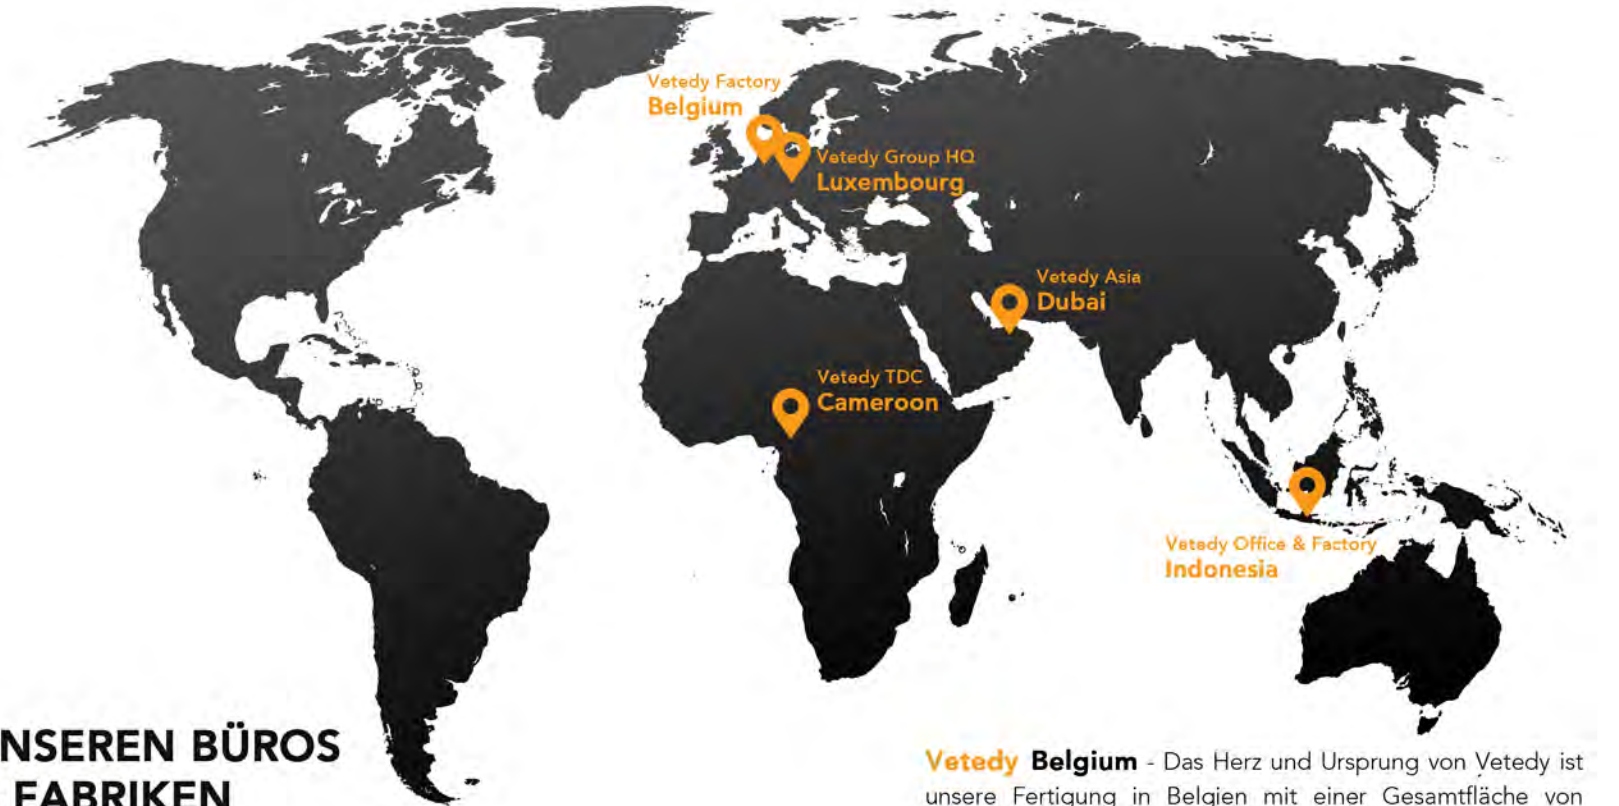 Vetedy Factory
Belgium
Vetedy Group HQ
Luxembourg
Vetedy Asia
Dubai
Vetedy TDC
Cameroon
Vetedy Office & Factory
Indonesia
NSEREN BÜROS
FABRIKEN
Vetedy Belgium - Das Herz und Ursprung von Vetedy ist
unsere Fertigung in Belgien mit einer Gesamtfläche von